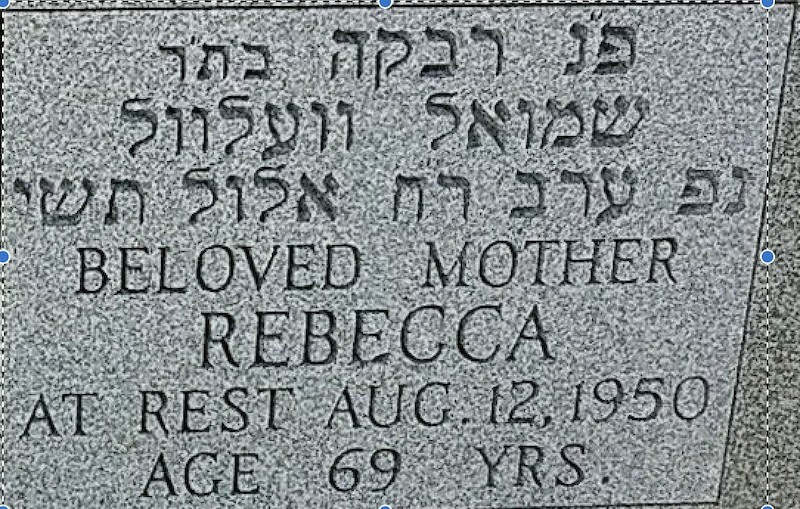 פ"נ רבקה בת ר'
שמואל וועלוול
נפ ערב ר"ח אלול תש"י
BELOVED MOTHER
REBECCA
AT REST AUG. 12, 1950
AGE 69 YRS.